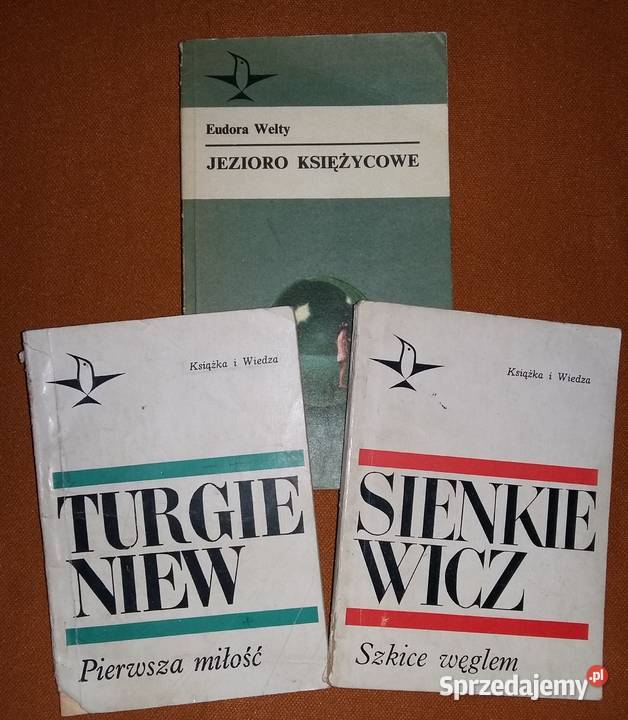 Eudora Welty
JEZIORO KSIĘŻYCOWE
Książka i Wiedza
TURGIE
NIEW
Pierwsza miłość
Książka i Wiedza
SIENKIE
WICZ
Szkice węglem
Sprzedajemy.pl